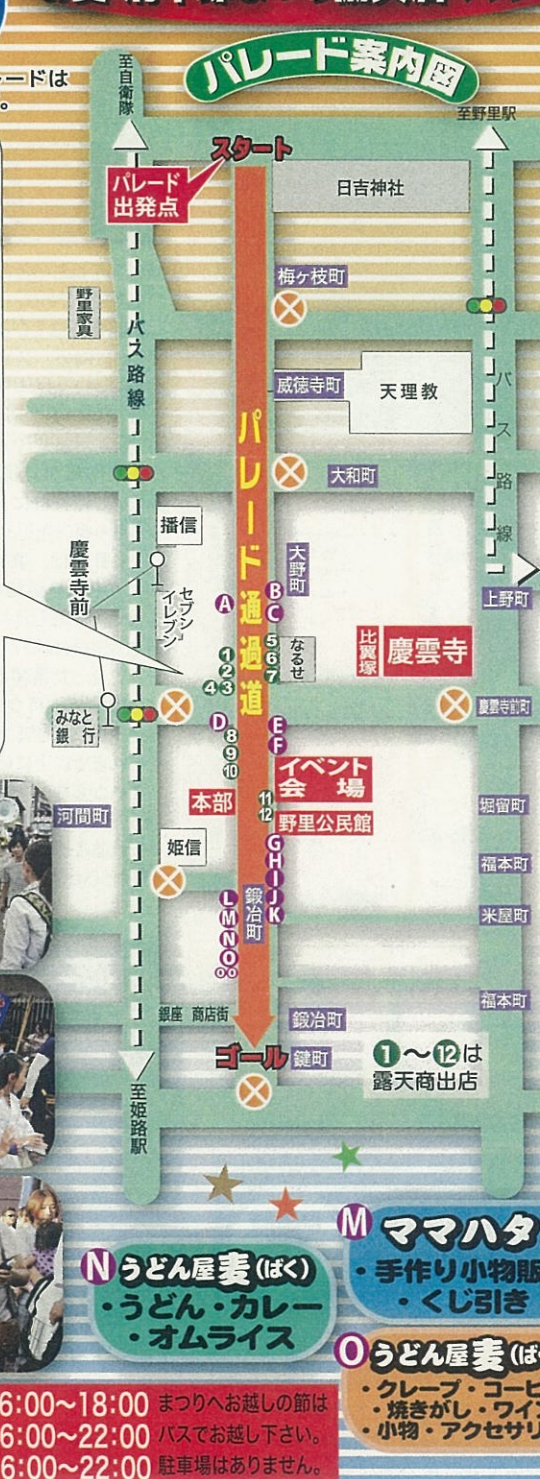 ードは
。
パレード案内図
至自衛隊
至野里駅
スタート
パレード
出発点
日吉神社
梅ヶ枝町
野里家具
バス路線
威徳寺町
天理教
バス路線
パレード通過道
大和町
播信
慶雲寺前
セブン
イレブン
大野町
上野町
A
B
C
1
2
4 3
5
6
7
なるせ
比翼塚
慶雲寺
みなと
銀行
D
8
9
10
E
F
慶雲寺前町
イベント
会場
本部
11
12
野里公民館
河間町
堀留町
姫信
G
H
I
J
K
福本町
L
M
N
O
鍛冶町
米屋町
福本町
銀座 商店街
鍛冶町
ゴール
鍵町
1〜12は
露天商出店
至姫路駅
M ママハタ
・手作り小物販
・くじ引き
N うどん屋麦(ばく)
・うどん・カレー
・オムライス
O うどん屋麦(ば
・クレープ・コーヒ
・焼きがし・ワイン
・小物・アクセサリ
6:00〜18:00 まつりへお越しの節は
6:00〜22:00 バスでお越し下さい。
6:00〜22:00 駐車場はありません。